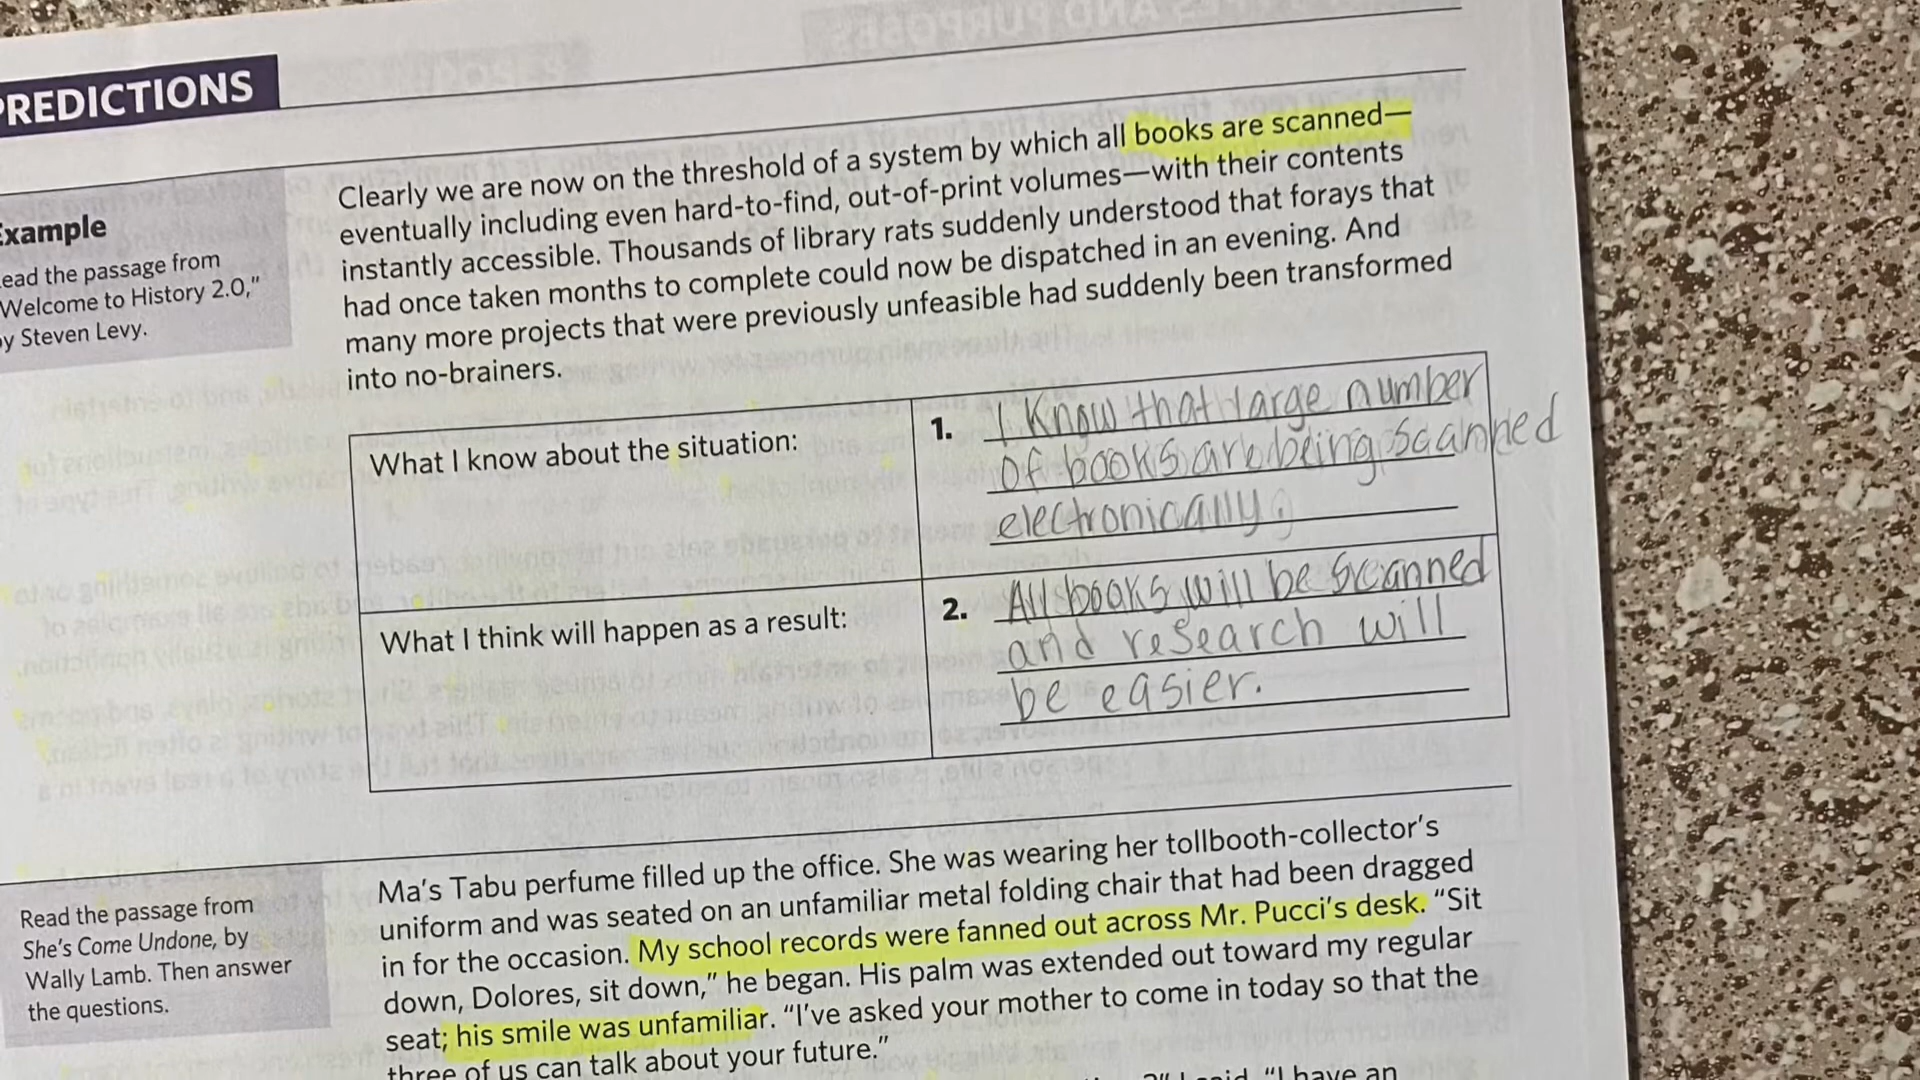 PREDICTIONS
Example
Read the passage from
"Welcome to History 2.0,"
by Steven Levy.
Clearly we are now on the threshold of a system by which all books are scanned—
eventually including even hard-to-find, out-of-print volumes—with their contents
instantly accessible. Thousands of library rats suddenly understood that forays that
had once taken months to complete could now be dispatched in an evening. And
many more projects that were previously unfeasible had suddenly been transformed
into no-brainers.
What I know about the situation:
1. I know that large number
of books are being scanned
electronically.
What I think will happen as a result:
2. All books will be scanned
and research will
be easier.
Read the passage from
She's Come Undone, by
Wally Lamb. Then answer
the questions.
Ma's Tabu perfume filled up the office. She was wearing her tollbooth-collector's
uniform and was seated on an unfamiliar metal folding chair that had been dragged
in for the occasion. My school records were fanned out across Mr. Pucci's desk. "Sit
down, Dolores, sit down," he began. His palm was extended out toward my regular
seat; his smile was unfamiliar. "I've asked your mother to come in today so that the
three of us can talk about your future."
I said, "I have an